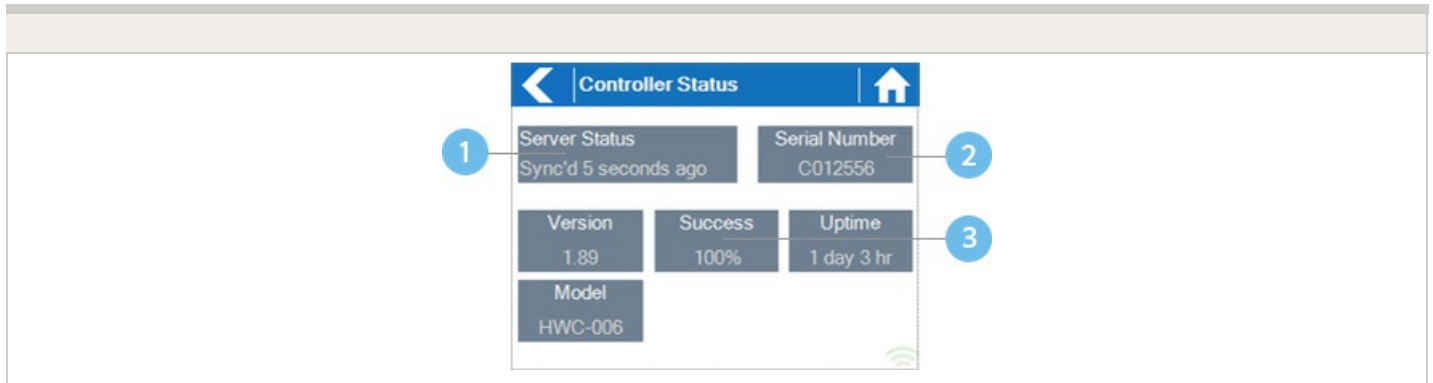 Controller Status
1
Server Status
Sync'd 5 seconds ago
Serial Number
C012556
2
Version
1.89
Success
100%
Uptime
1 day 3 hr
3
Model
HWC-006